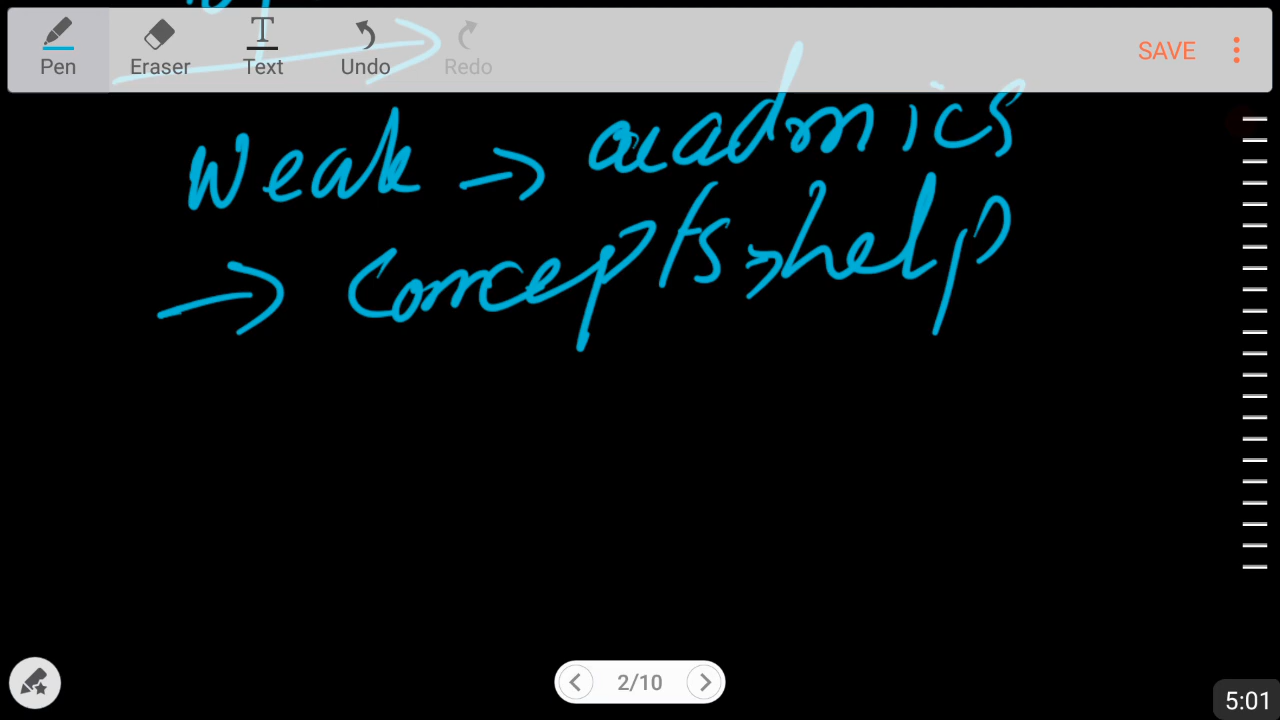 Pen Eraser Text Undo Redo SAVE
Weak → acadmics
→ concepts → help
2/10
5:01